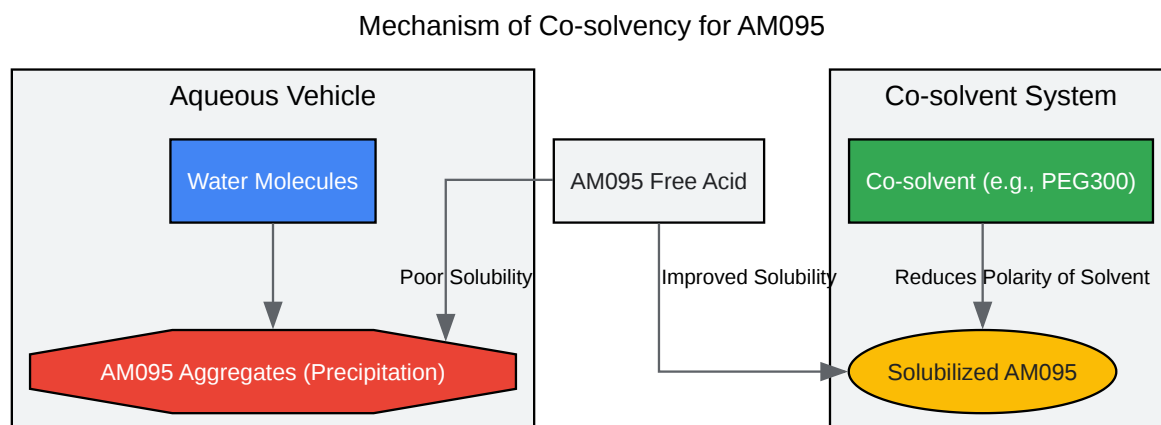 Mechanism of Co-solvency for AM095
Aqueous Vehicle
Co-solvent System
Water Molecules
AM095 Free Acid
Co-solvent (e.g., PEG300)
Poor Solubility
Improved Solubility
Reduces Polarity of Solvent
AM095 Aggregates (Precipitation)
Solubilized AM095